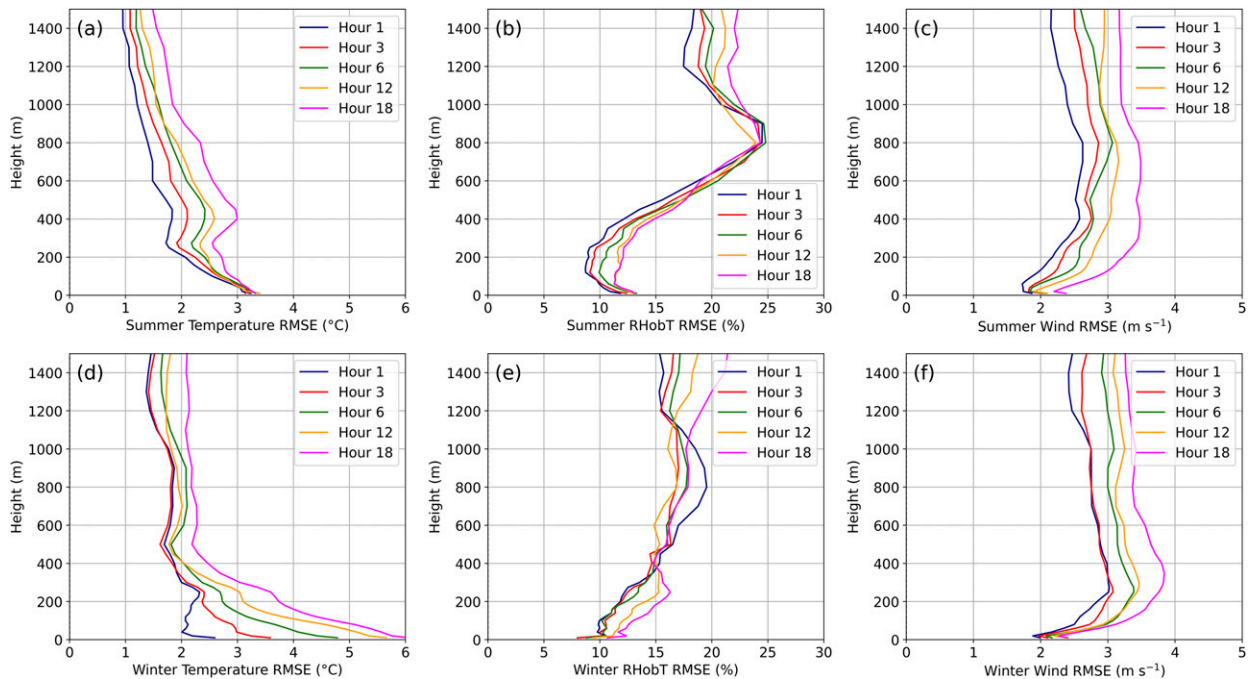 (a)
Hour 1
Hour 3
Hour 6
Hour 12
Hour 18
Height (m)
0
200
400
600
800
1000
1200
1400
0 1 2 3 4 5 6
Summer Temperature RMSE (°C)
(b)
Hour 1
Hour 3
Hour 6
Hour 12
Hour 18
Height (m)
0
200
400
600
800
1000
1200
1400
0 5 10 15 20 25 30
Summer RHobT RMSE (%)
(c)
Hour 1
Hour 3
Hour 6
Hour 12
Hour 18
Height (m)
0
200
400
600
800
1000
1200
1400
0 1 2 3 4 5
Summer Wind RMSE (m s⁻¹)
(d)
Hour 1
Hour 3
Hour 6
Hour 12
Hour 18
Height (m)
0
200
400
600
800
1000
1200
1400
0 1 2 3 4 5 6
Winter Temperature RMSE (°C)
(e)
Hour 1
Hour 3
Hour 6
Hour 12
Hour 18
Height (m)
0
200
400
600
800
1000
1200
1400
0 5 10 15 20 25 30
Winter RHobT RMSE (%)
(f)
Hour 1
Hour 3
Hour 6
Hour 12
Hour 18
Height (m)
0
200
400
600
800
1000
1200
1400
0 1 2 3 4 5
Winter Wind RMSE (m s⁻¹)